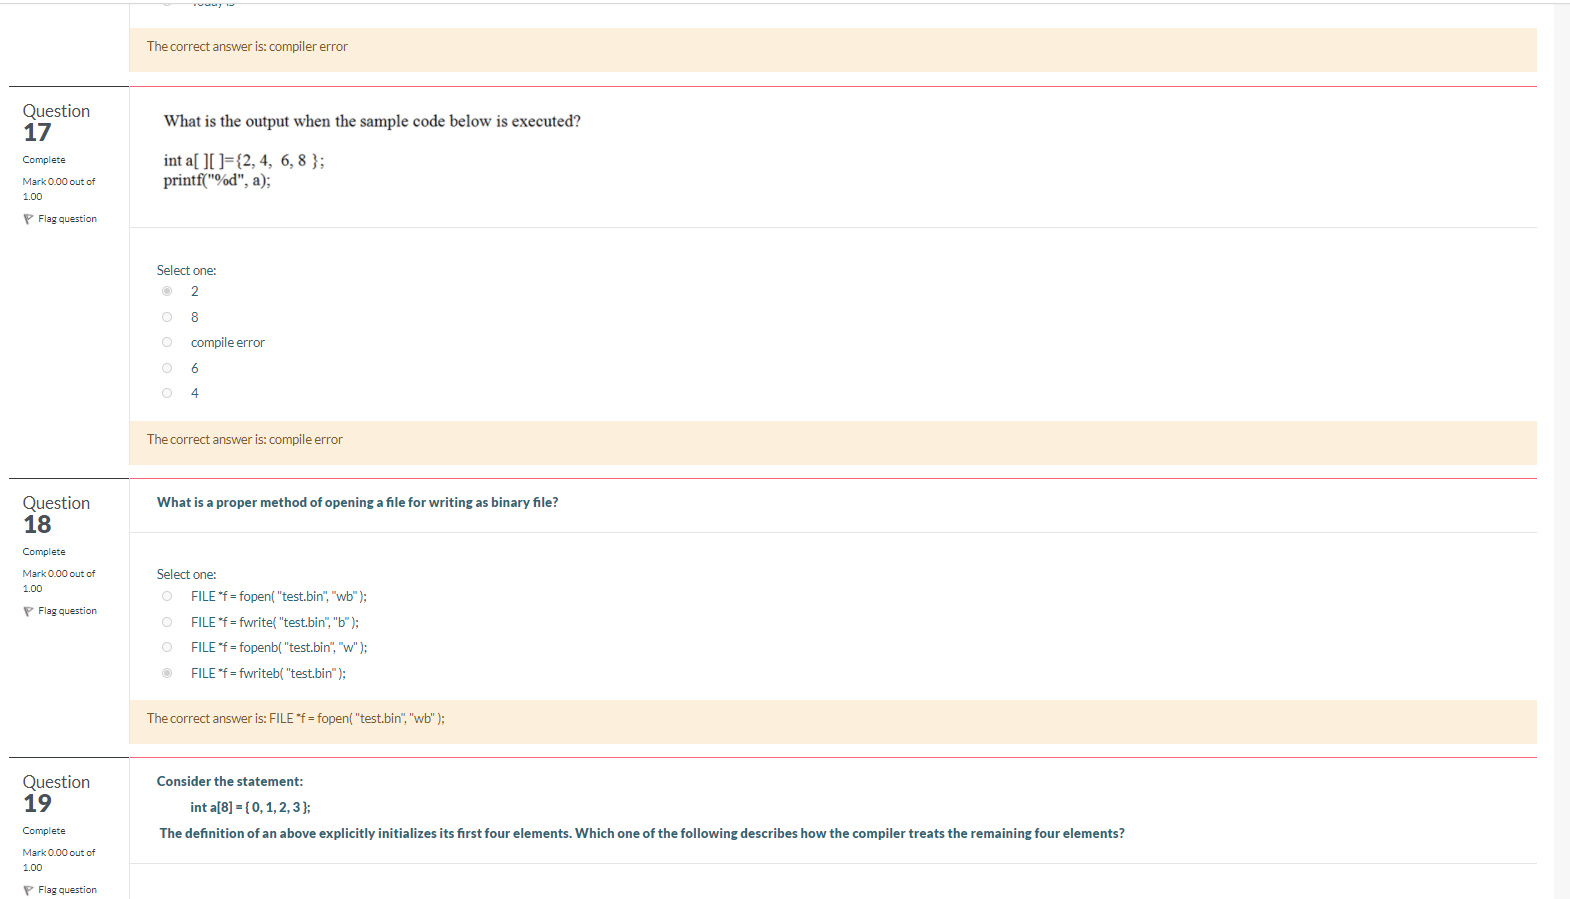 The correct answer is: compiler error
Question
17
Complete
Mark 0.00 out of
1.00
Flag question
What is the output when the sample code below is executed?
int a[ ][ ]={2, 4,  6, 8 };
printf("%d", a);
Select one:
2
8
compile error
6
4
The correct answer is: compile error
Question
18
Complete
Mark 0.00 out of
1.00
Flag question
What is a proper method of opening a file for writing as binary file?
Select one:
FILE *f = fopen( "test.bin", "wb" );
FILE *f = fwrite( "test.bin", "b" );
FILE *f = fopenb( "test.bin", "w" );
FILE *f = fwriteb( "test.bin" );
The correct answer is: FILE *f = fopen( "test.bin", "wb" );
Question
19
Complete
Mark 0.00 out of
1.00
Flag question
Consider the statement:
int a[8] = { 0, 1, 2, 3 };
The definition of an above explicitly initializes its first four elements. Which one of the following describes how the compiler treats the remaining four elements?